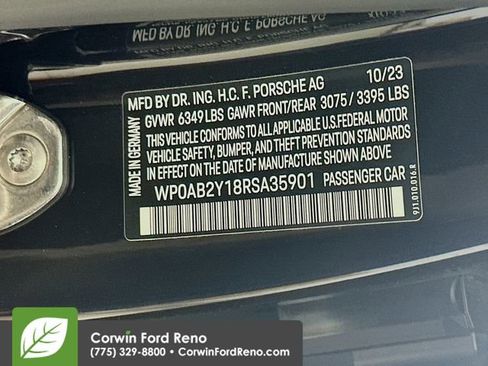 MFD BY DR. ING. H.C. F. PORSCHE AG 10/23
GVWR 6349 LBS GAWR FRONT/REAR 3075 / 3395 LBS
THIS VEHICLE CONFORMS TO ALL APPLICABLE U.S. FEDERAL MOTOR
VEHICLE SAFETY, BUMPER, AND THEFT PREVENTION STANDARDS
IN EFFECT ON THE DATE OF MANUFACTURE SHOWN ABOVE
WP0AB2Y18RSA35901 PASSENGER CAR
MADE IN GERMANY
9J1.010.016.R
Corwin Ford Reno
(775) 329-8800 • CorwinFordReno.com